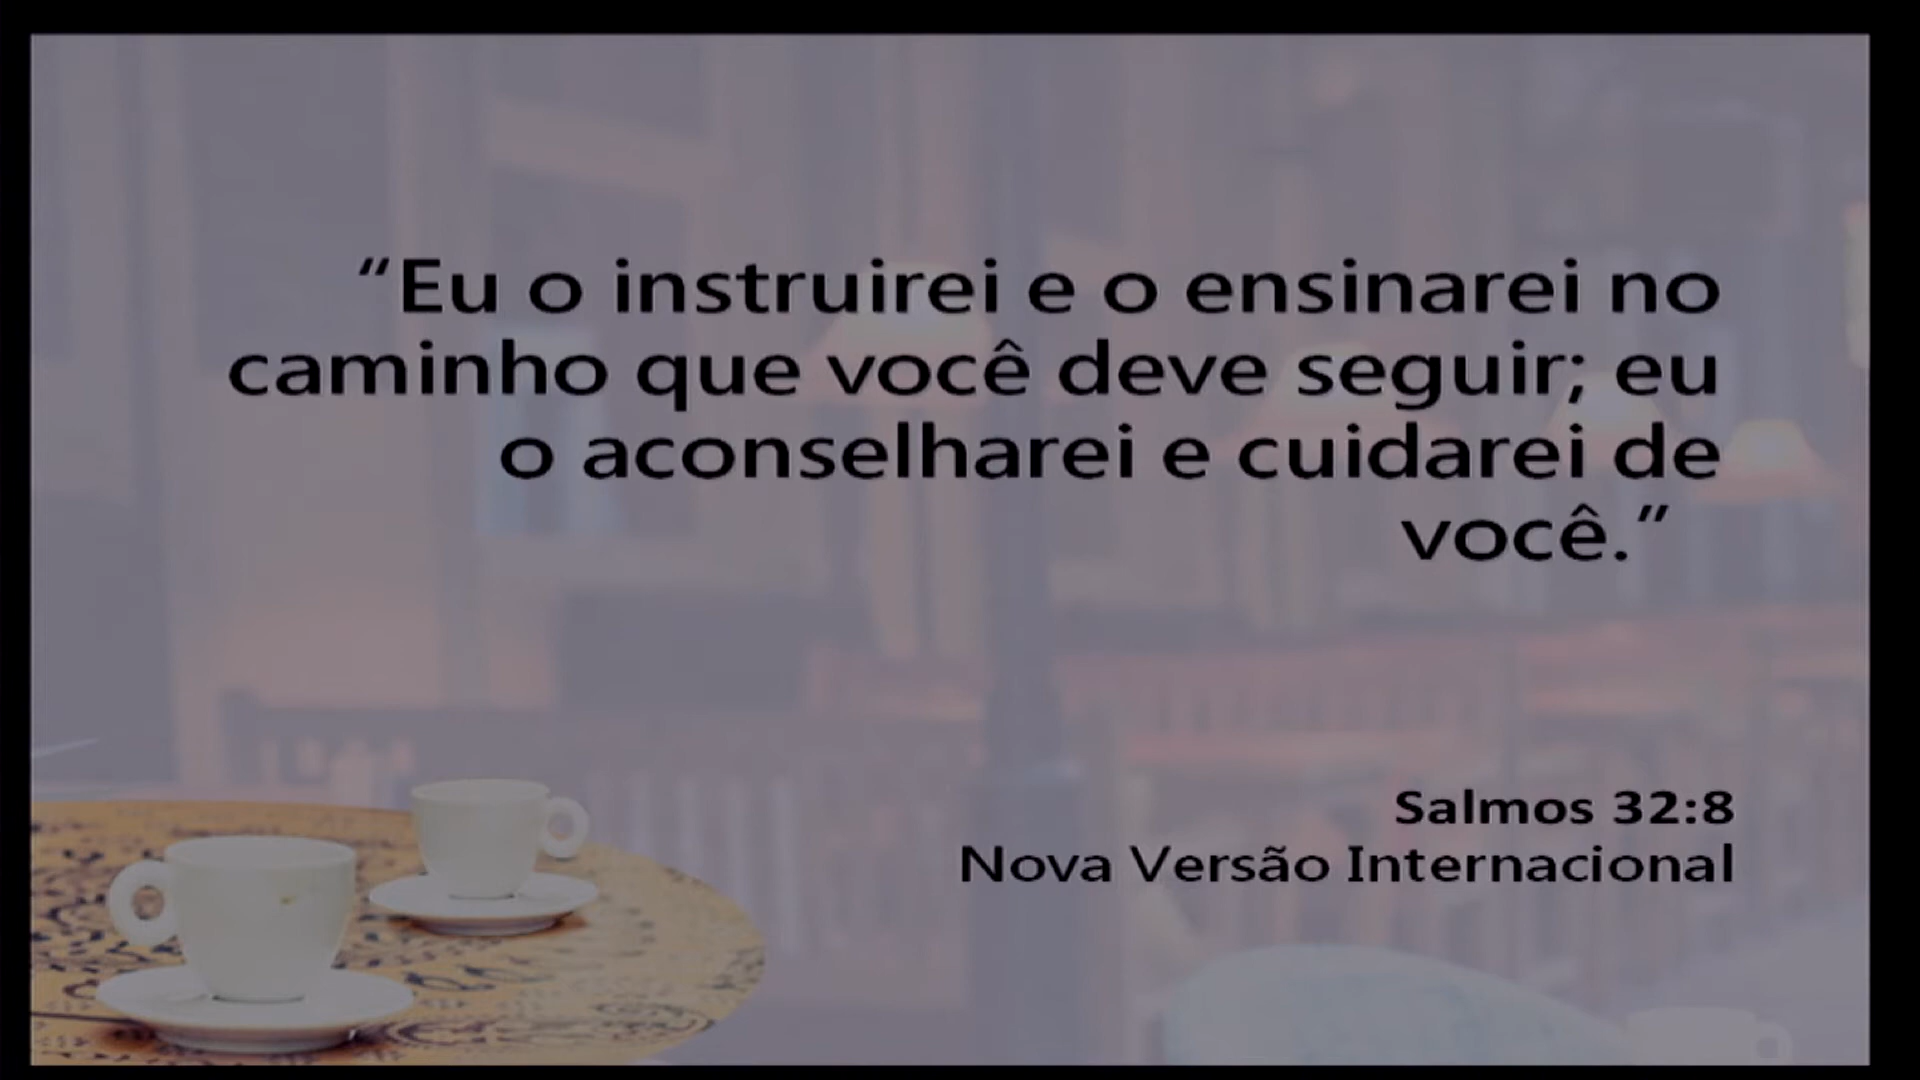 “Eu o instruirei e o ensinarei no
caminho que você deve seguir; eu
o aconselharei e cuidarei de
você.”
Salmos 32:8
Nova Versão Internacional